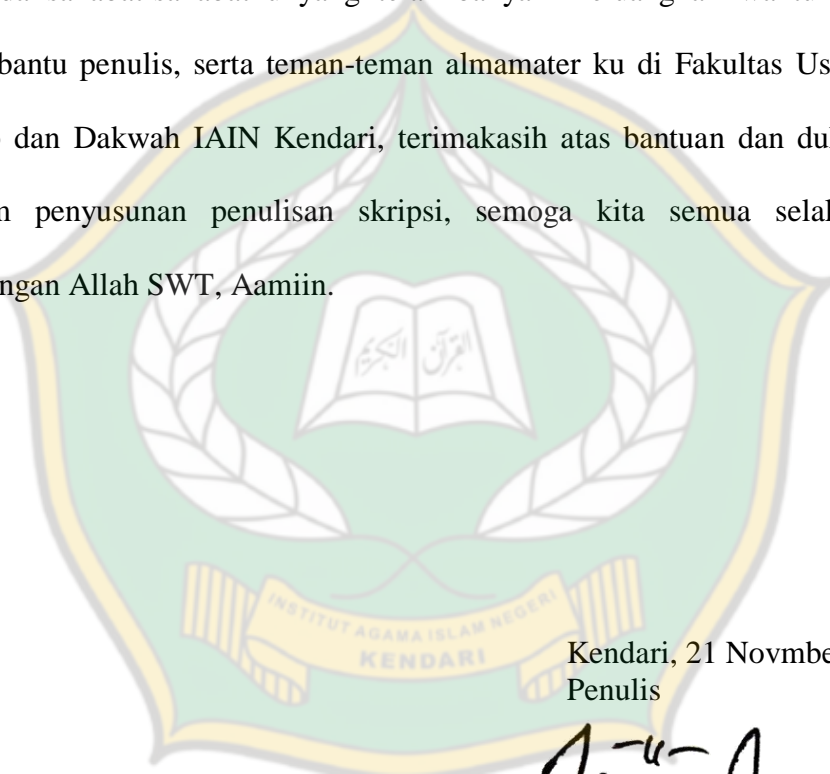 bantu penulis, serta teman-teman almamater ku di Fakultas Us
dan Dakwah IAIN Kendari, terimakasih atas bantuan dan du
penyusunan penulisan skripsi, semoga kita semua sela
ngan Allah SWT, Aamiin.
القرآن الكريم
INSTITUT AGAMA ISLAM NEGERI
KENDARI
Kendari, 21 Novmbe
Penulis